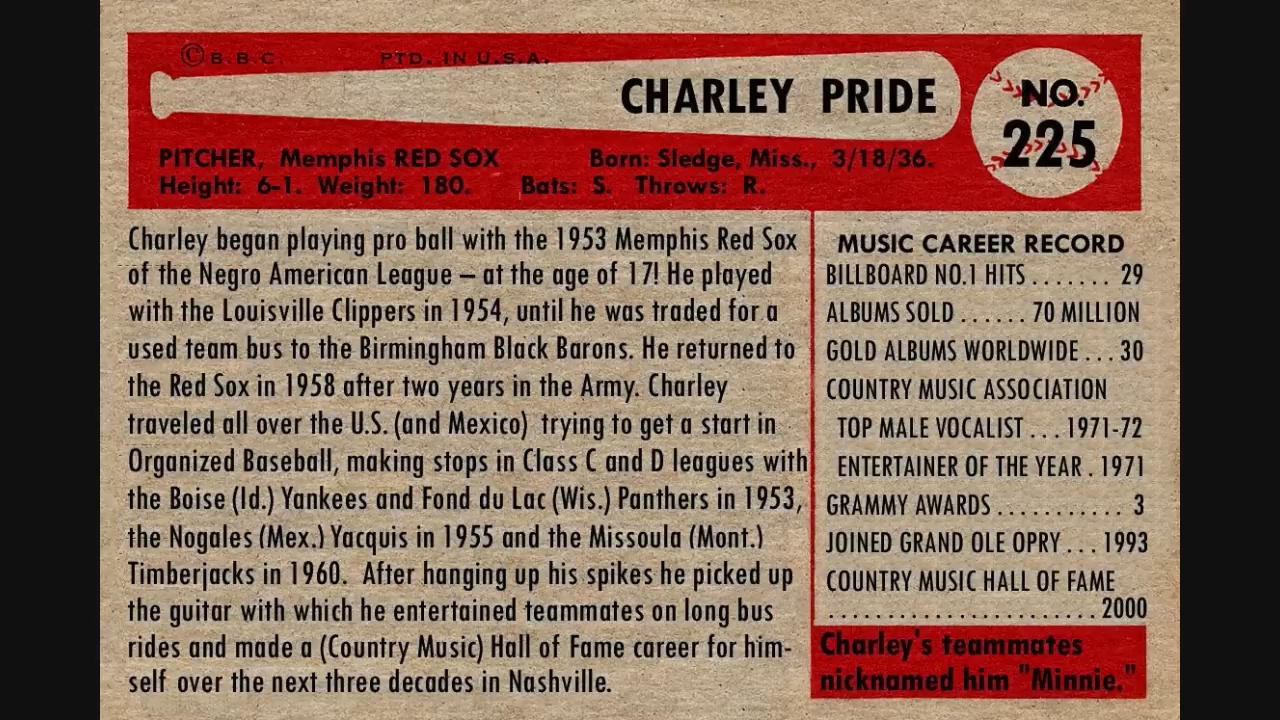 © B.B.C. PTD. IN U.S.A.
CHARLEY PRIDE
NO.
225
PITCHER, Memphis RED SOX Born: Sledge, Miss., 3/18/36.
Height: 6-1. Weight: 180. Bats: S. Throws: R.
Charley began playing pro ball with the 1953 Memphis Red Sox
of the Negro American League – at the age of 17! He played
with the Louisville Clippers in 1954, until he was traded for a
used team bus to the Birmingham Black Barons. He returned to
the Red Sox in 1958 after two years in the Army. Charley
traveled all over the U.S. (and Mexico) trying to get a start in
Organized Baseball, making stops in Class C and D leagues with
the Boise (Id.) Yankees and Fond du Lac (Wis.) Panthers in 1953,
the Nogales (Mex.) Yacquis in 1955 and the Missoula (Mont.)
Timberjacks in 1960. After hanging up his spikes he picked up
the guitar with which he entertained teammates on long bus
rides and made a (Country Music) Hall of Fame career for him-
self over the next three decades in Nashville.
MUSIC CAREER RECORD
BILLBOARD NO.1 HITS ....... 29
ALBUMS SOLD ...... 70 MILLION
GOLD ALBUMS WORLDWIDE ... 30
COUNTRY MUSIC ASSOCIATION
TOP MALE VOCALIST ... 1971-72
ENTERTAINER OF THE YEAR . 1971
GRAMMY AWARDS ........... 3
JOINED GRAND OLE OPRY ... 1993
COUNTRY MUSIC HALL OF FAME
........................ 2000
Charley's teammates
nicknamed him "Minnie."